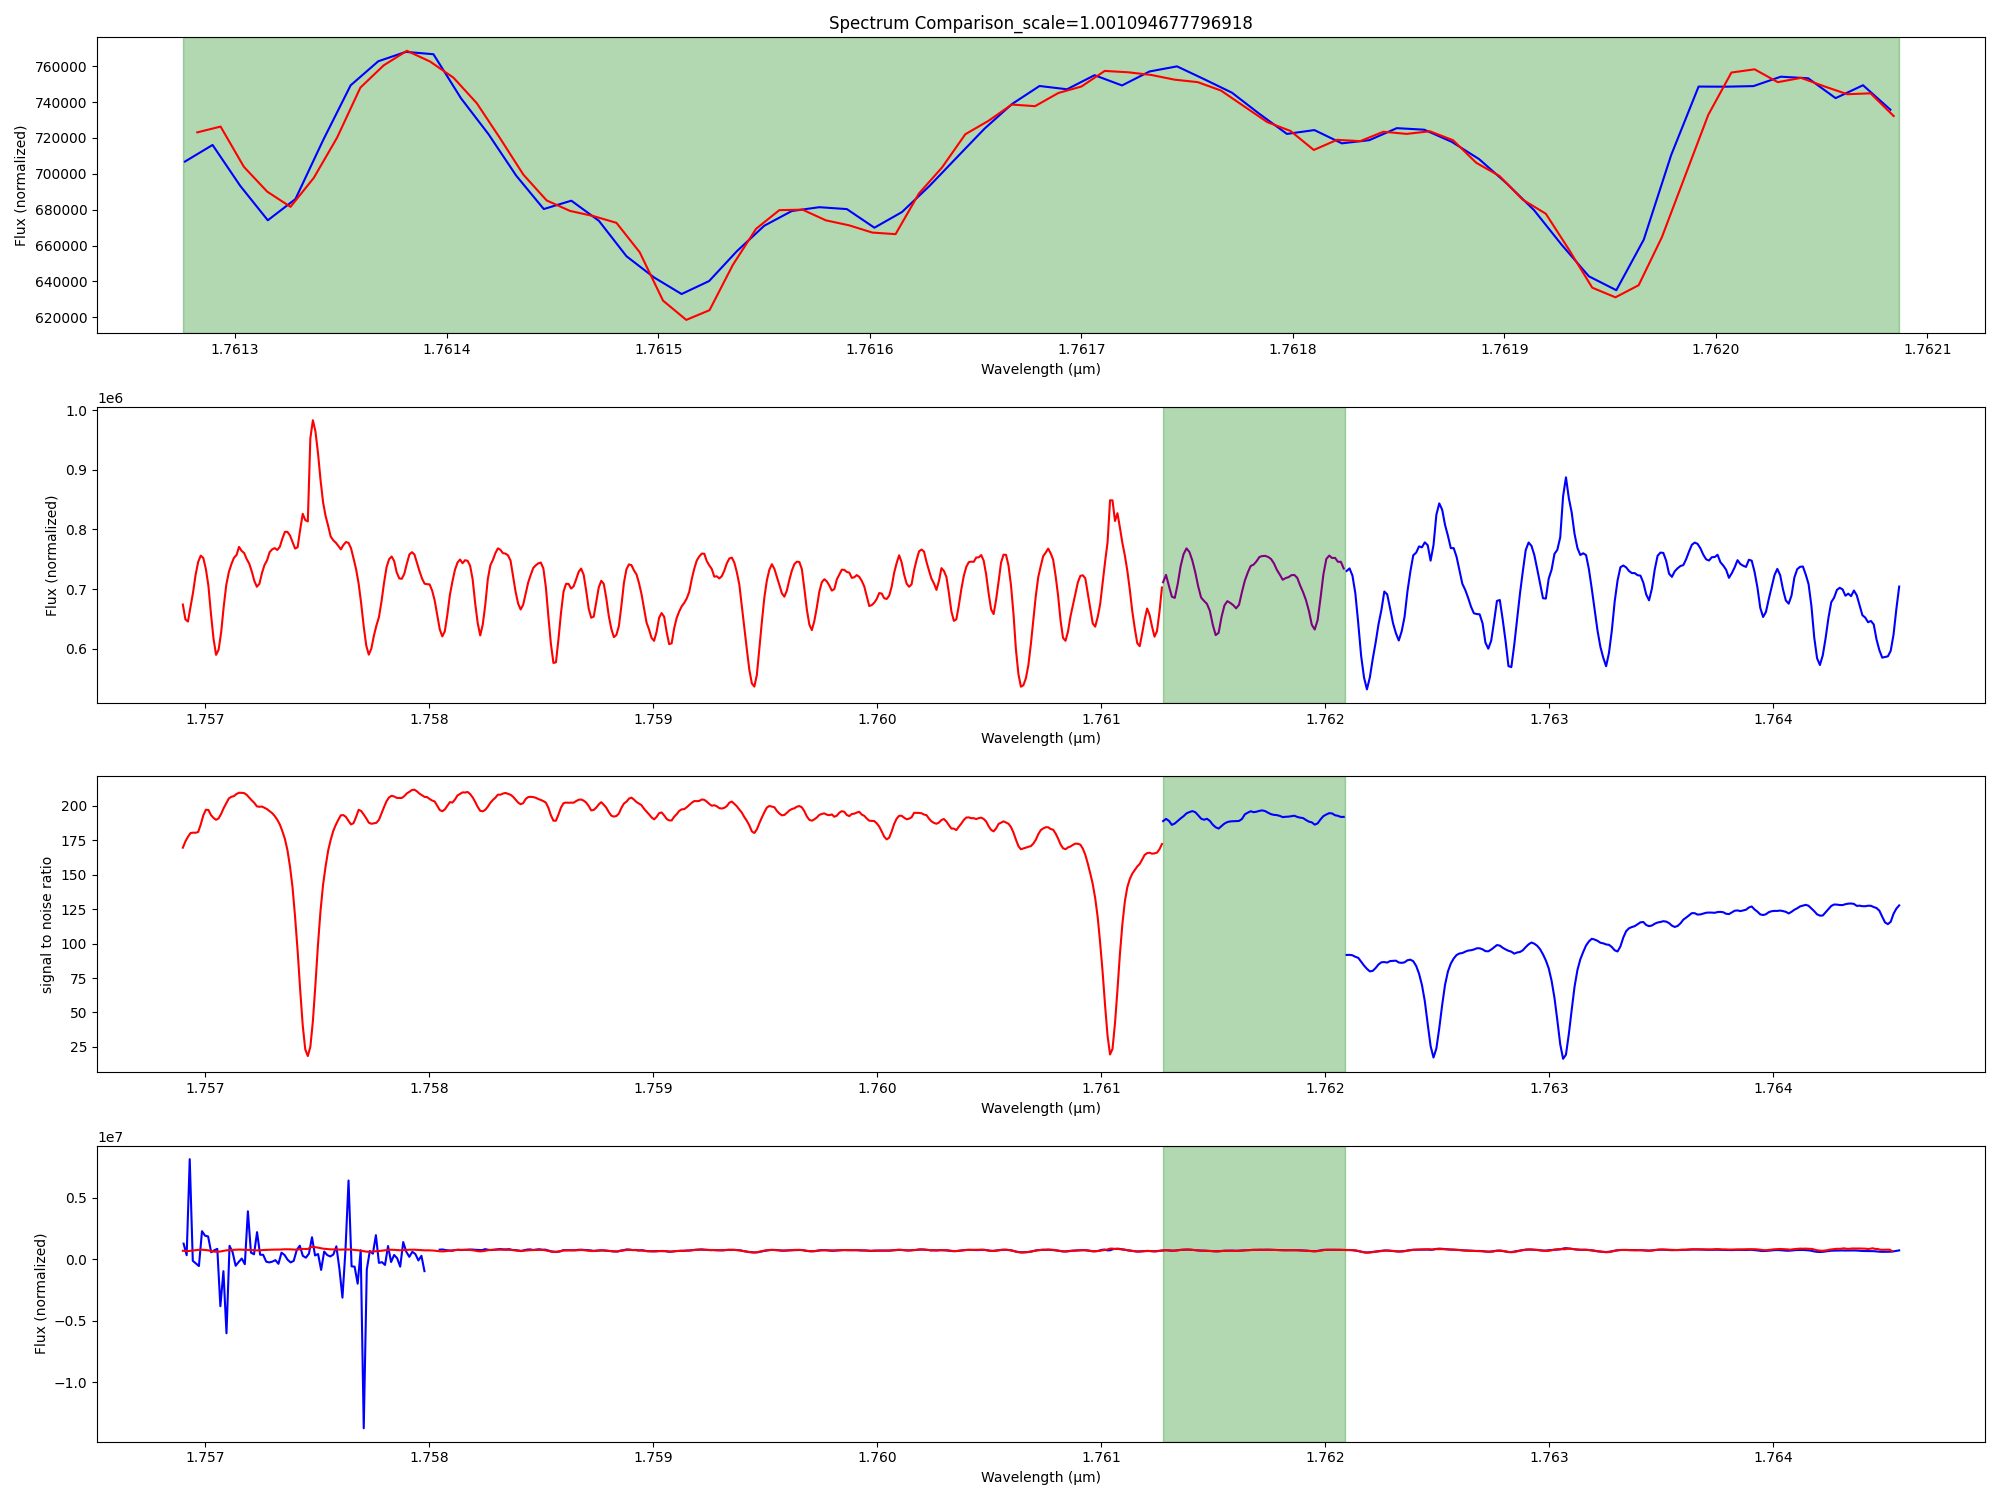 Spectrum Comparison_scale=1.001094677796918
Flux (normalized)
760000
740000
720000
700000
680000
660000
640000
620000
1.7613 1.7614 1.7615 1.7616 1.7617 1.7618 1.7619 1.7620 1.7621
Wavelength (μm)
1e6
Flux (normalized)
1.0
0.9
0.8
0.7
0.6
1.757 1.758 1.759 1.760 1.761 1.762 1.763 1.764
Wavelength (μm)
signal to noise ratio
200
175
150
125
100
75
50
25
1.757 1.758 1.759 1.760 1.761 1.762 1.763 1.764
Wavelength (μm)
1e7
Flux (normalized)
0.5
0.0
−0.5
−1.0
1.757 1.758 1.759 1.760 1.761 1.762 1.763 1.764
Wavelength (μm)